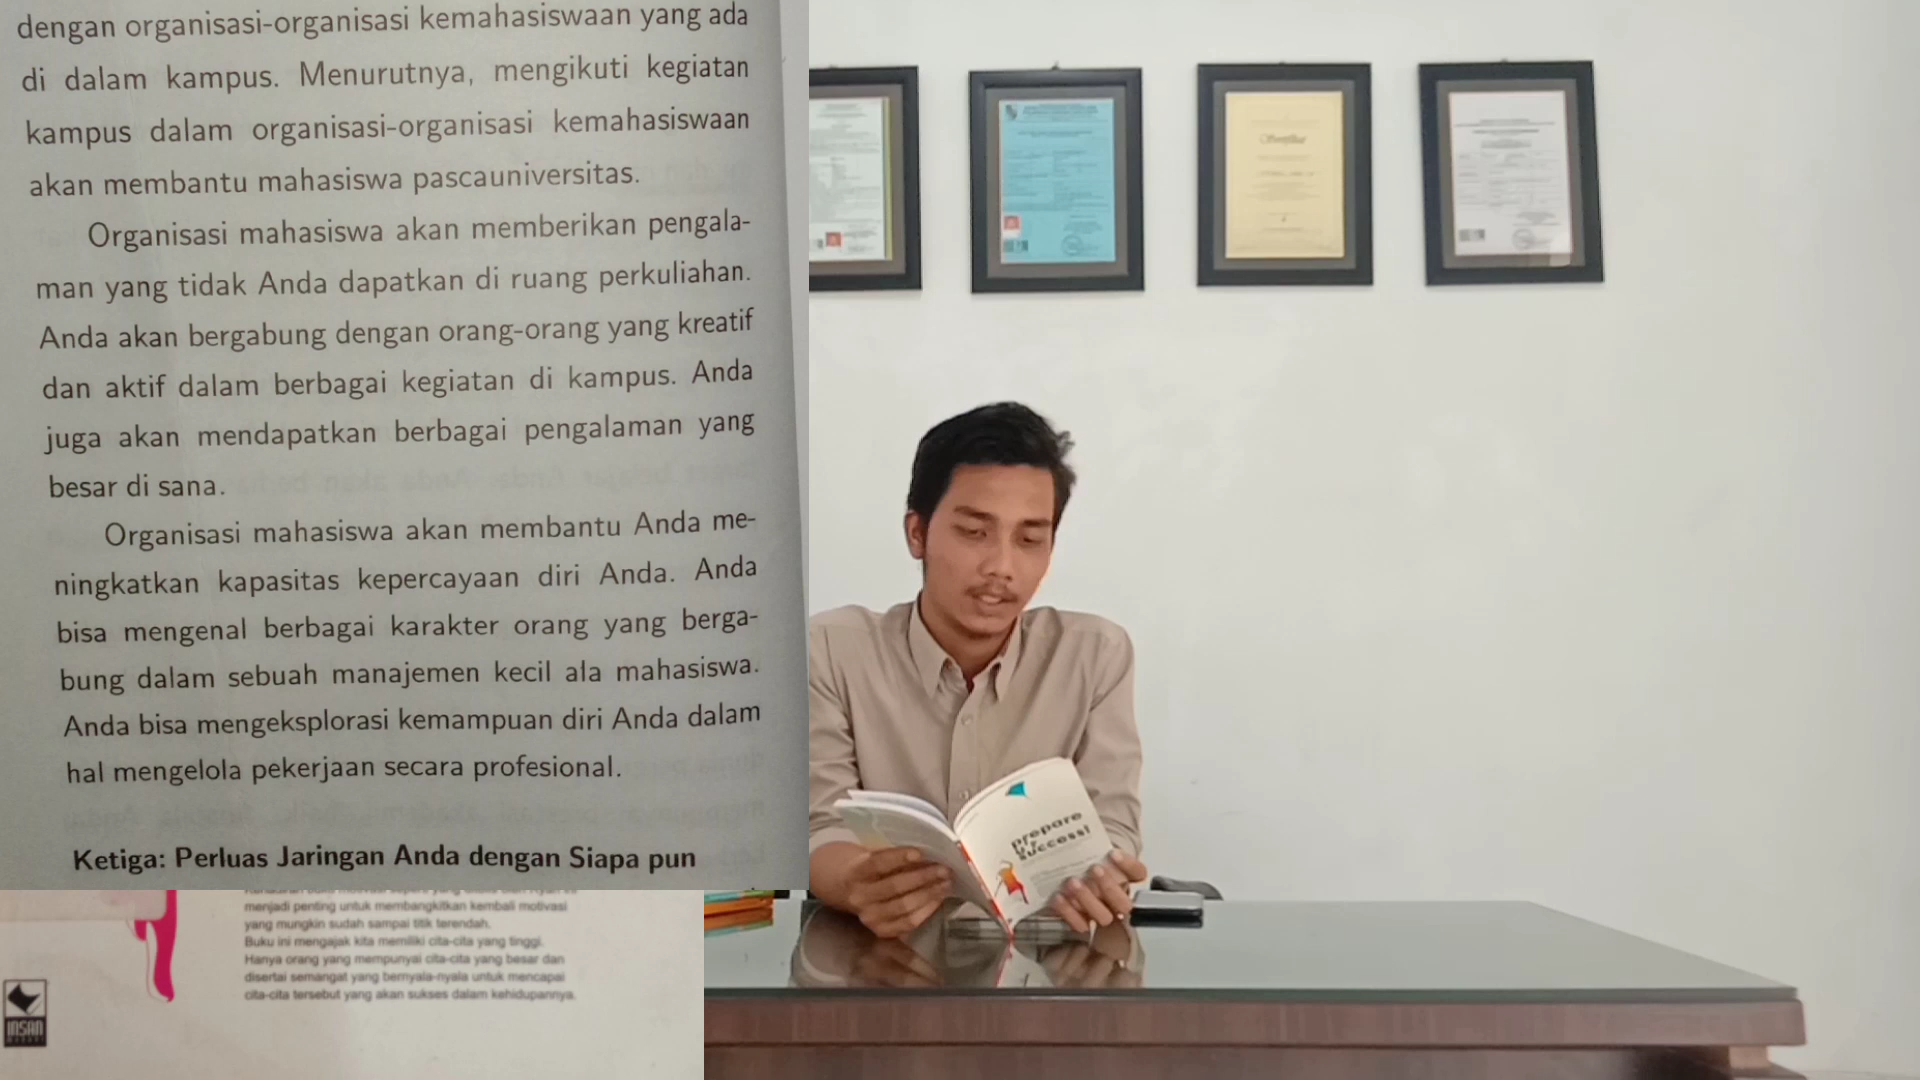 dengan organisasi-organisasi kemahasiswaan yang ada
di dalam kampus. Menurutnya, mengikuti kegiatan
kampus dalam organisasi-organisasi kemahasiswaan
akan membantu mahasiswa pascauniversitas.
Organisasi mahasiswa akan memberikan pengala-
man yang tidak Anda dapatkan di ruang perkuliahan.
Anda akan bergabung dengan orang-orang yang kreatif
dan aktif dalam berbagai kegiatan di kampus. Anda
juga akan mendapatkan berbagai pengalaman yang
besar di sana.
Organisasi mahasiswa akan membantu Anda me-
ningkatkan kapasitas kepercayaan diri Anda. Anda
bisa mengenal berbagai karakter orang yang berga-
bung dalam sebuah manajemen kecil ala mahasiswa.
Anda bisa mengeksplorasi kemampuan diri Anda dalam
hal mengelola pekerjaan secara profesional.
Ketiga: Perluas Jaringan Anda dengan Siapa pun
menjadi penting untuk membangkitkan kembali motivasi
yang mungkin sudah sampai titik terendah.
Buku ini mengajak kita memiliki cita-cita yang tinggi.
Hanya orang yang mempunyai cita-cita yang besar dan
disertai semangat yang bernyala-nyala untuk mencapai
cita-cita tersebut yang akan sukses dalam kehidupannya.
INSAN
Sertifikat
prepare
ur
success!